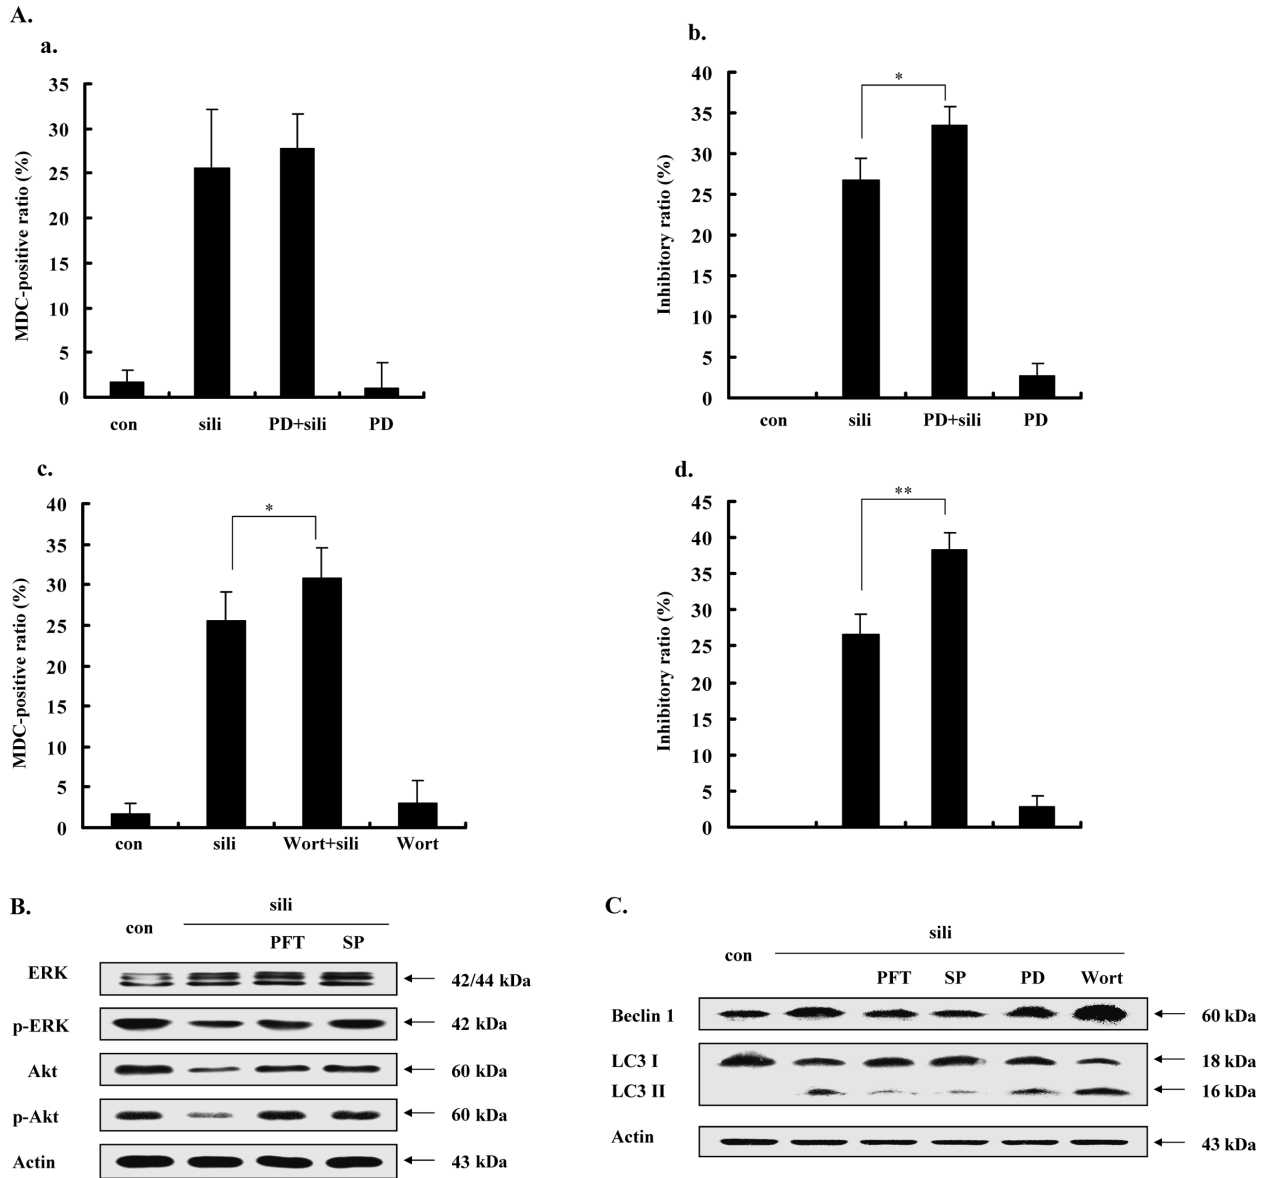 A.
a.
MDC-positive ratio (%)
35
30
25
20
15
10
5
0
con sili PD+sili PD
b.
Inhibitory ratio (%)
40
35
30
25
20
15
10
5
0
*
con sili PD+sili PD
c.
MDC-positive ratio (%)
40
35
30
25
20
15
10
5
0
*
con sili Wort+sili Wort
d.
Inhibitory ratio (%)
45
40
35
30
25
20
15
10
5
0
**
B.
sili
con
PFT SP
ERK 42/44 kDa
p-ERK 42 kDa
Akt 60 kDa
p-Akt 60 kDa
Actin 43 kDa
C.
sili
con
PFT SP PD Wort
Beclin 1 60 kDa
LC3 I 18 kDa
LC3 II 16 kDa
Actin 43 kDa